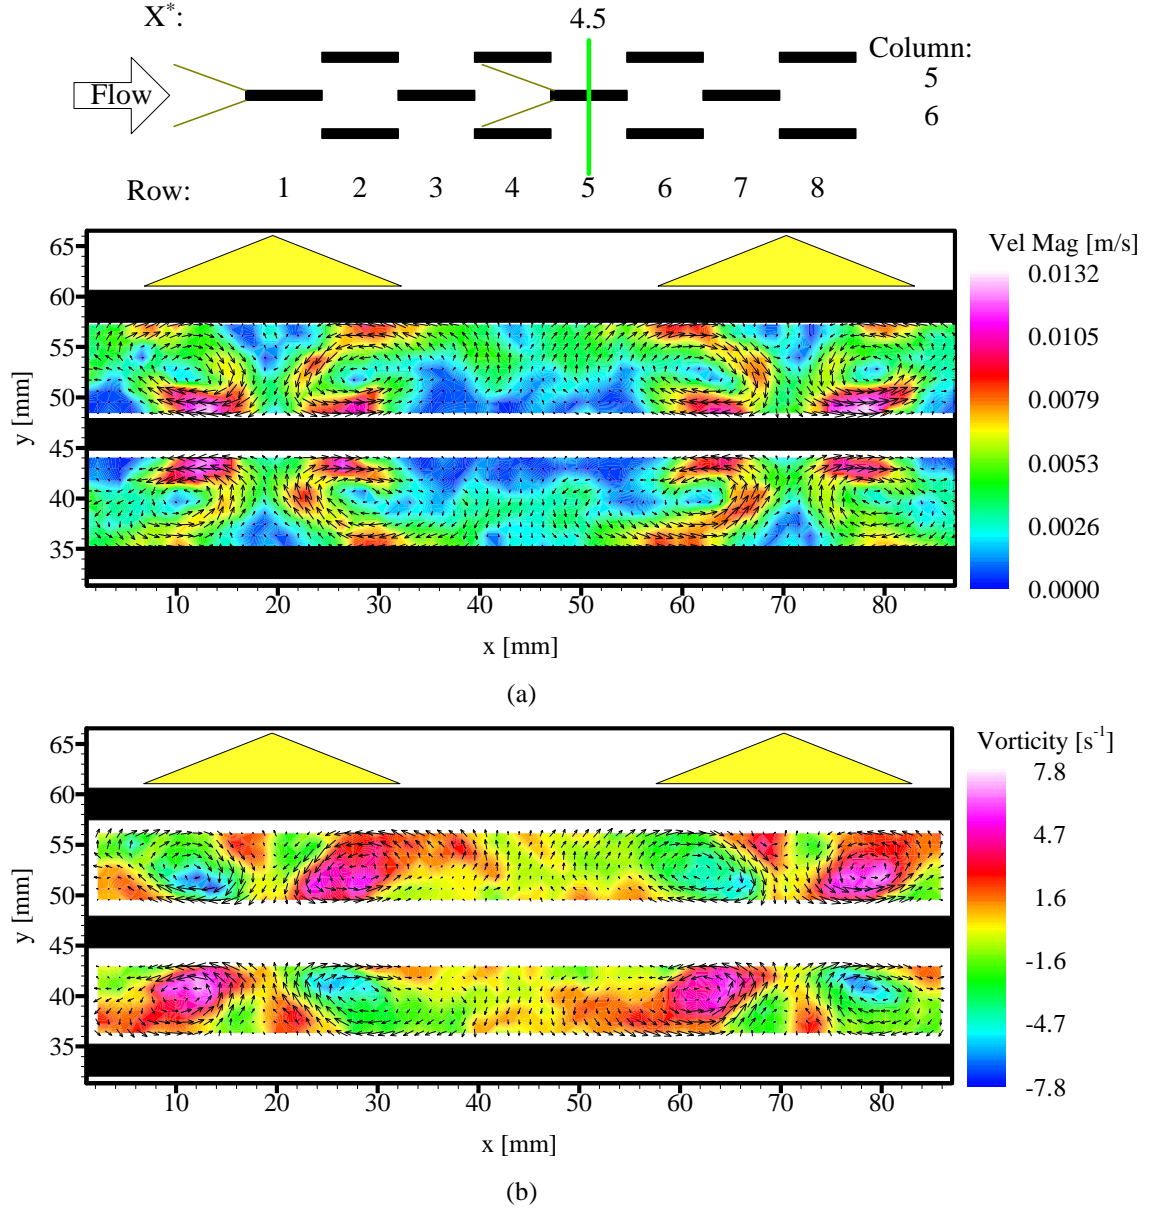 X*: 4.5
Column:
5
Flow
6
Row: 1 2 3 4 5 6 7 8
Vel Mag [m/s]
65
60
55
50
45
40
35
y [mm]
0.0132
0.0105
0.0079
0.0053
0.0026
0.0000
10 20 30 40 50 60 70 80
x [mm]
(a)
Vorticity [s-1]
65
60
55
50
45
40
35
y [mm]
7.8
4.7
1.6
-1.6
-4.7
-7.8
10 20 30 40 50 60 70 80
x [mm]
(b)